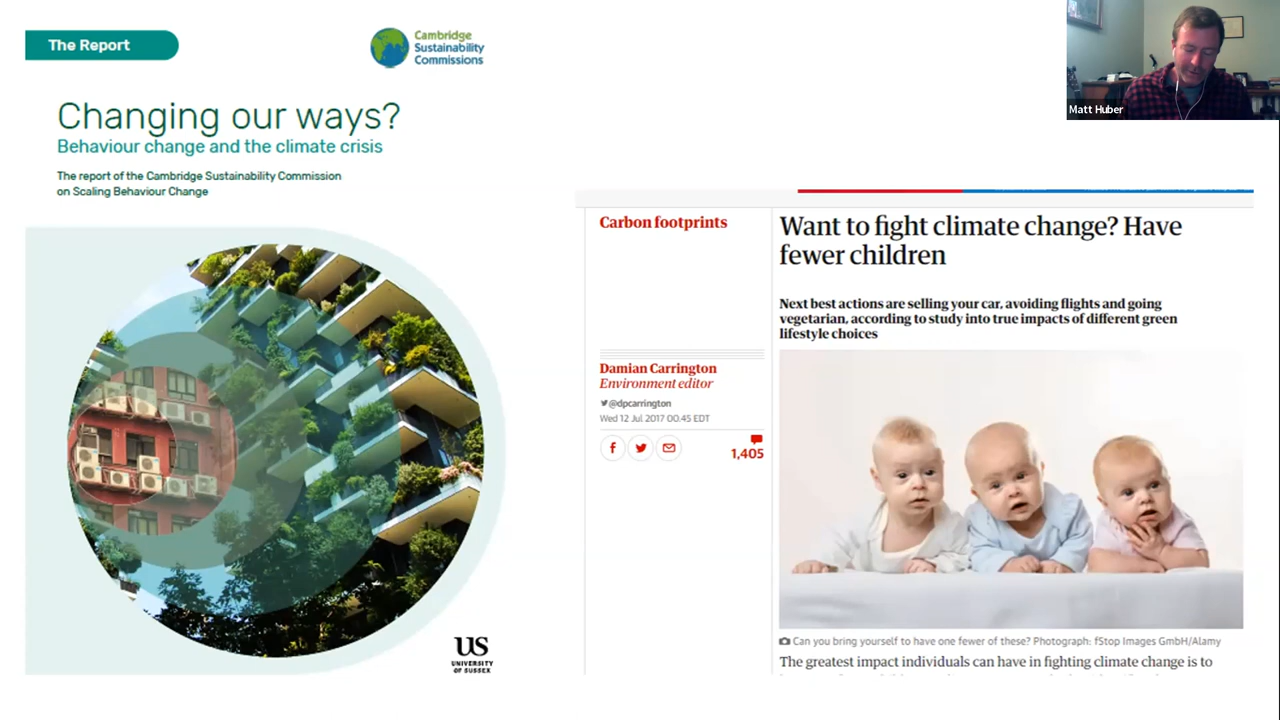 The Report
Cambridge
Sustainability
Commissions
Changing our ways?
Behaviour change and the climate crisis
The report of the Cambridge Sustainability Commission
on Scaling Behaviour Change
US
UNIVERSITY
OF SUSSEX
Matt Huber
Carbon footprints
Want to fight climate change? Have
fewer children
Next best actions are selling your car, avoiding flights and going
vegetarian, according to study into true impacts of different green
lifestyle choices
Damian Carrington
Environment editor
@dpcarrington
Wed 12 Jul 2017 00.45 EDT
1,405
Can you bring yourself to have one fewer of these? Photograph: fStop Images GmbH/Alamy
The greatest impact individuals can have in fighting climate change is to